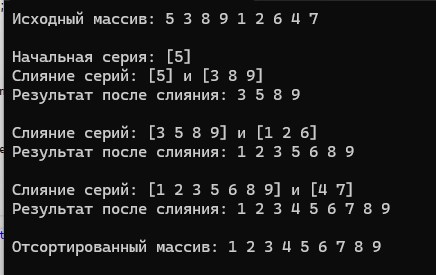 Исходный массив: 5 3 8 9 1 2 6 4 7
Начальная серия: [5]
Слияние серий: [5] и [3 8 9]
Результат после слияния: 3 5 8 9
Слияние серий: [3 5 8 9] и [1 2 6]
Результат после слияния: 1 2 3 5 6 8 9
Слияние серий: [1 2 3 5 6 8 9] и [4 7]
Результат после слияния: 1 2 3 4 5 6 7 8 9
Отсортированный массив: 1 2 3 4 5 6 7 8 9